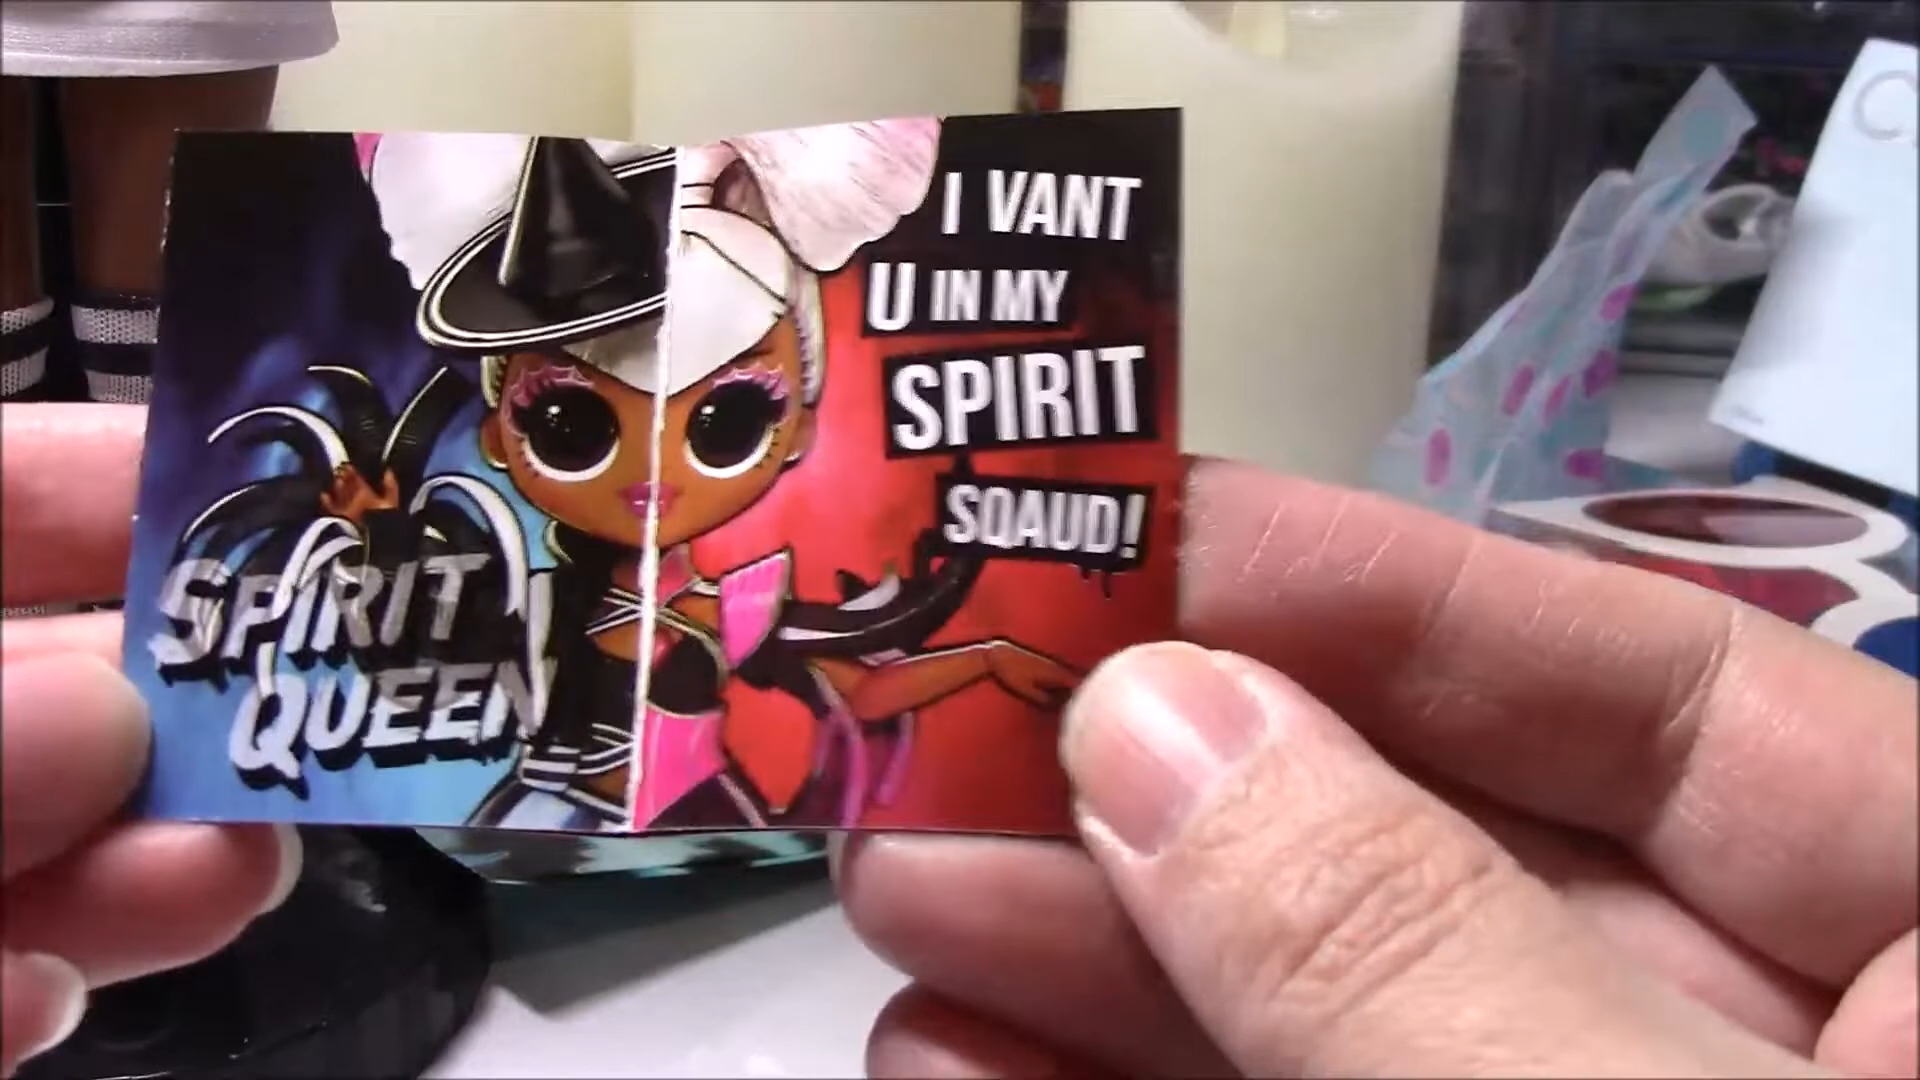 SPIRIT
QUEEN
I VANT
U IN MY
SPIRIT
SQAUD!